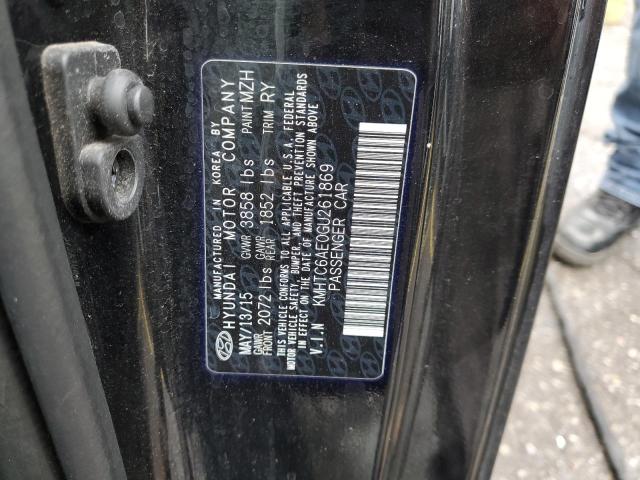 MANUFACTURED IN KOREA BY
HYUNDAI MOTOR COMPANY
MAY/13/15 GVWR 3858 lbs PAINT MZH
GAWR FRONT 2072 lbs GAWR REAR 1852 lbs TRIM RY
THIS VEHICLE CONFORMS TO ALL APPLICABLE U.S.A. FEDERAL
MOTOR VEHICLE SAFETY, BUMPER, AND THEFT PREVENTION STANDARDS
IN EFFECT ON THE DATE OF MANUFACTURE SHOWN ABOVE
V.I.N KMHTC6AE0GU261869
PASSENGER CAR